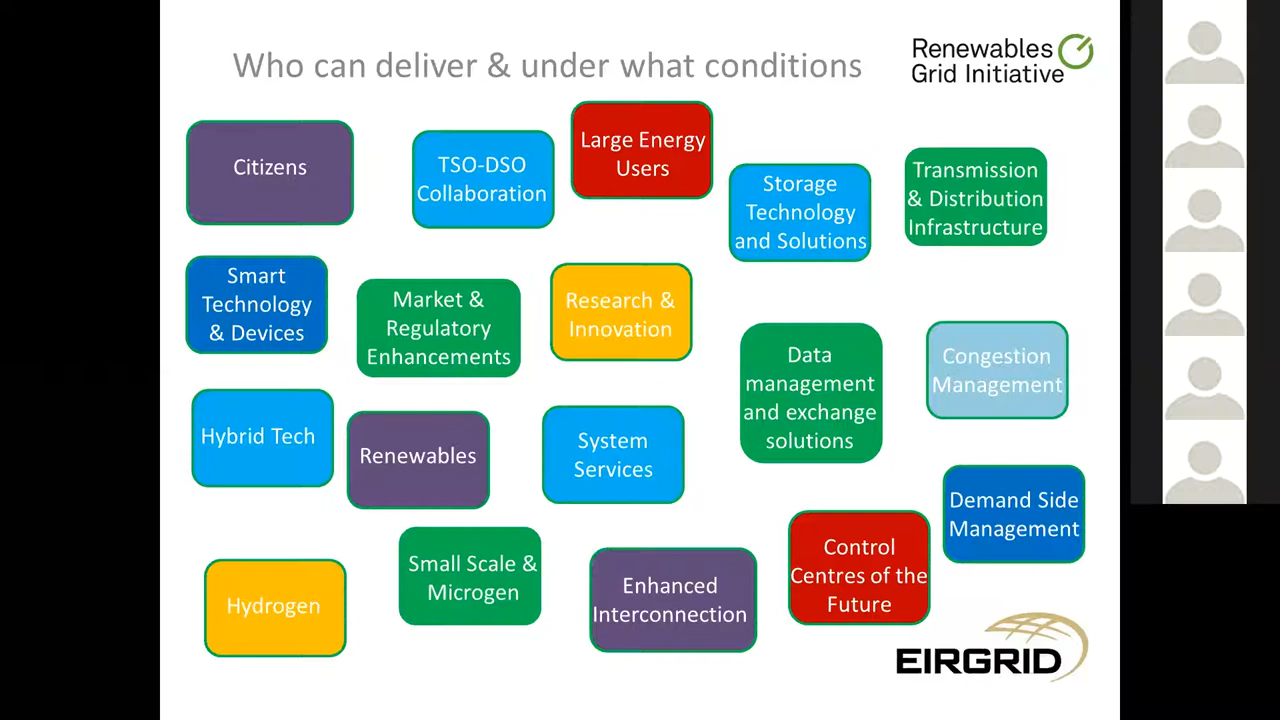 Who can deliver & under what conditions
Renewables
Grid Initiative
Citizens
TSO-DSO
Collaboration
Large Energy
Users
Storage
Technology
and Solutions
Transmission
& Distribution
Infrastructure
Smart
Technology
& Devices
Market &
Regulatory
Enhancements
Research &
Innovation
Data
management
and exchange
solutions
Congestion
Management
Hybrid Tech
Renewables
System
Services
Demand Side
Management
Hydrogen
Small Scale &
Microgen
Enhanced
Interconnection
Control
Centres of the
Future
EIRGRID